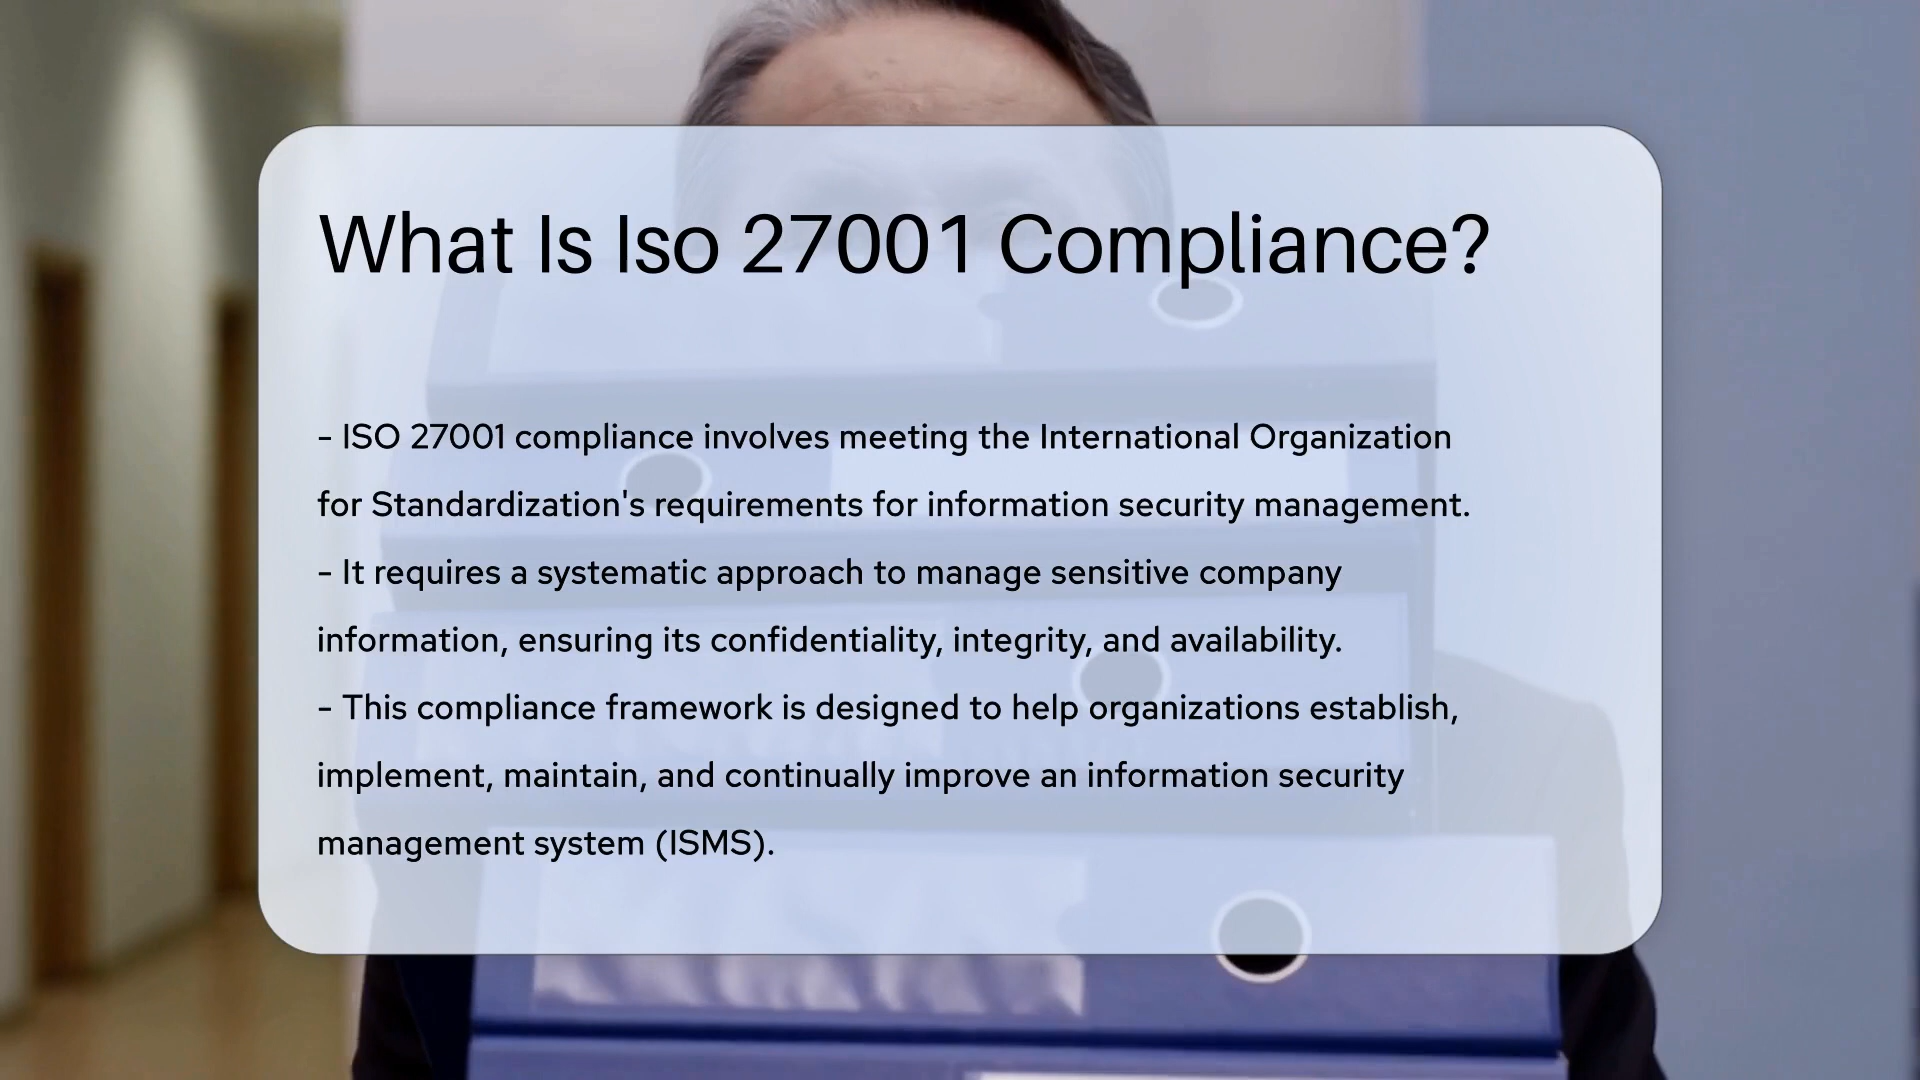 What Is Iso 27001 Compliance?
- ISO 27001 compliance involves meeting the International Organization
for Standardization's requirements for information security management.
- It requires a systematic approach to manage sensitive company
information, ensuring its confidentiality, integrity, and availability.
- This compliance framework is designed to help organizations establish,
implement, maintain, and continually improve an information security
management system (ISMS).